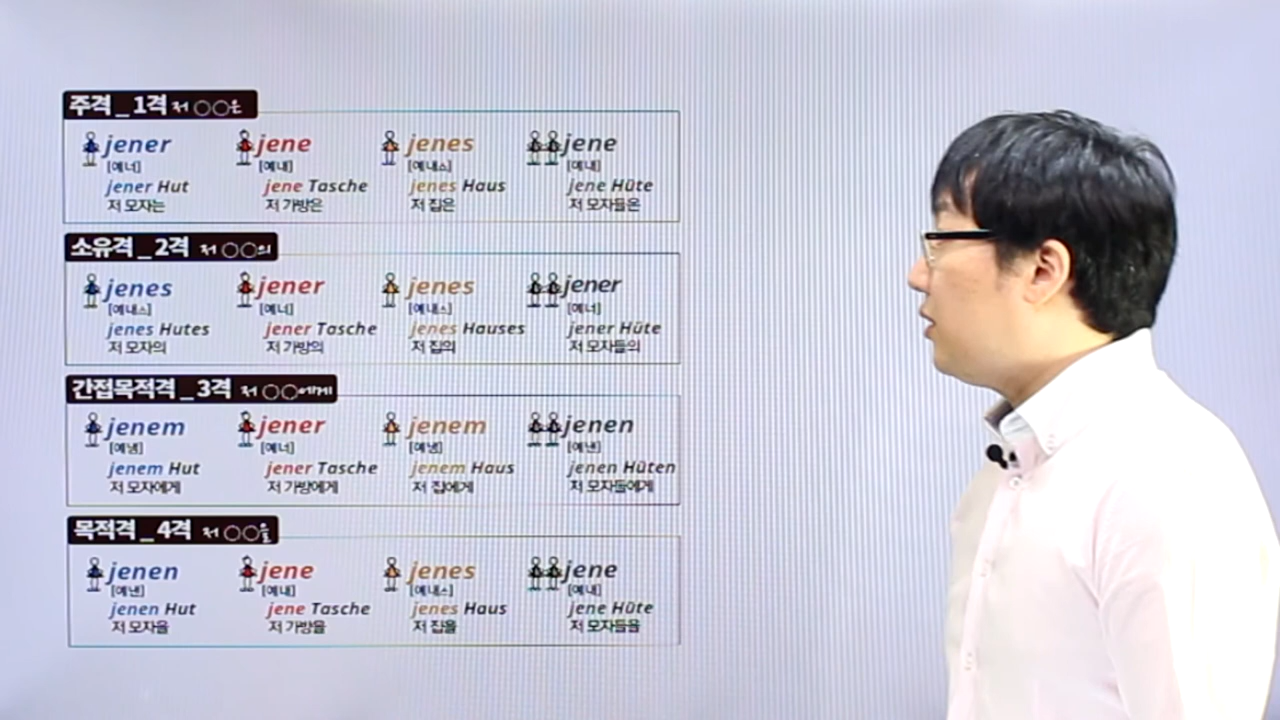 주격_1격 저 ○○은
jener jene jenes jene
[예너] [예내] [예내스] [예내]
jener Hut jene Tasche jenes Haus jene Hüte
저 모자는 저 가방은 저 집은 저 모자들은
소유격_2격 저 ○○의
jenes jener jenes jener
[예내스] [예너] [예내스] [예너]
jenes Hutes jener Tasche jenes Hauses jener Hüte
저 모자의 저 가방의 저 집의 저 모자들의
간접목적격_3격 저 ○○에게
jenem jener jenem jenen
[예넴] [예너] [예넴] [예낸]
jenem Hut jener Tasche jenem Haus jenen Hüten
저 모자에게 저 가방에게 저 집에게 저 모자들에게
목적격_4격 저 ○○을
jenen jene jenes jene
[예낸] [예내] [예내스] [예내]
jenen Hut jene Tasche jenes Haus jene Hüte
저 모자을 저 가방을 저 집을 저 모자들을